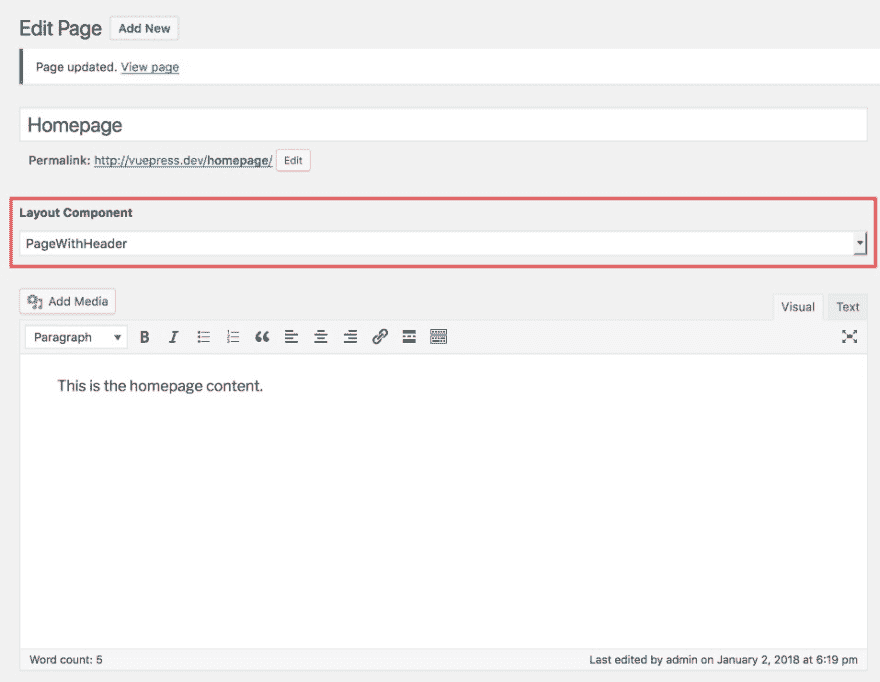 Edit Page Add New
Page updated. View page
Homepage
Permalink: http://vuepress.dev/homepage/ Edit
Layout Component
PageWithHeader
Add Media
Visual Text
Paragraph B I
This is the homepage content.
Word count: 5 Last edited by admin on January 2, 2018 at 6:19 pm